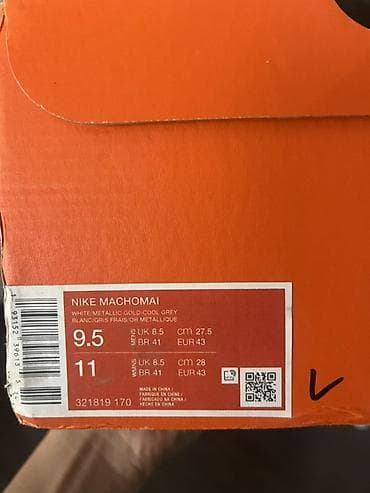 NIKE MACHOMAI
WHITE/METALLIC GOLD-COOL GREY
BLANC/GRIS FRAIS/OR METALLIQUE
9.5 MENS UK 8.5 cm 27.5
BR 41 EUR 43
11 WMNS UK 8.5 cm 28
BR 41 EUR 43
MADE IN CHINA /
FABRIQUE EN CHINE /
FABRICADO NA CHINA /
HECHO EN CHINA
321819 170